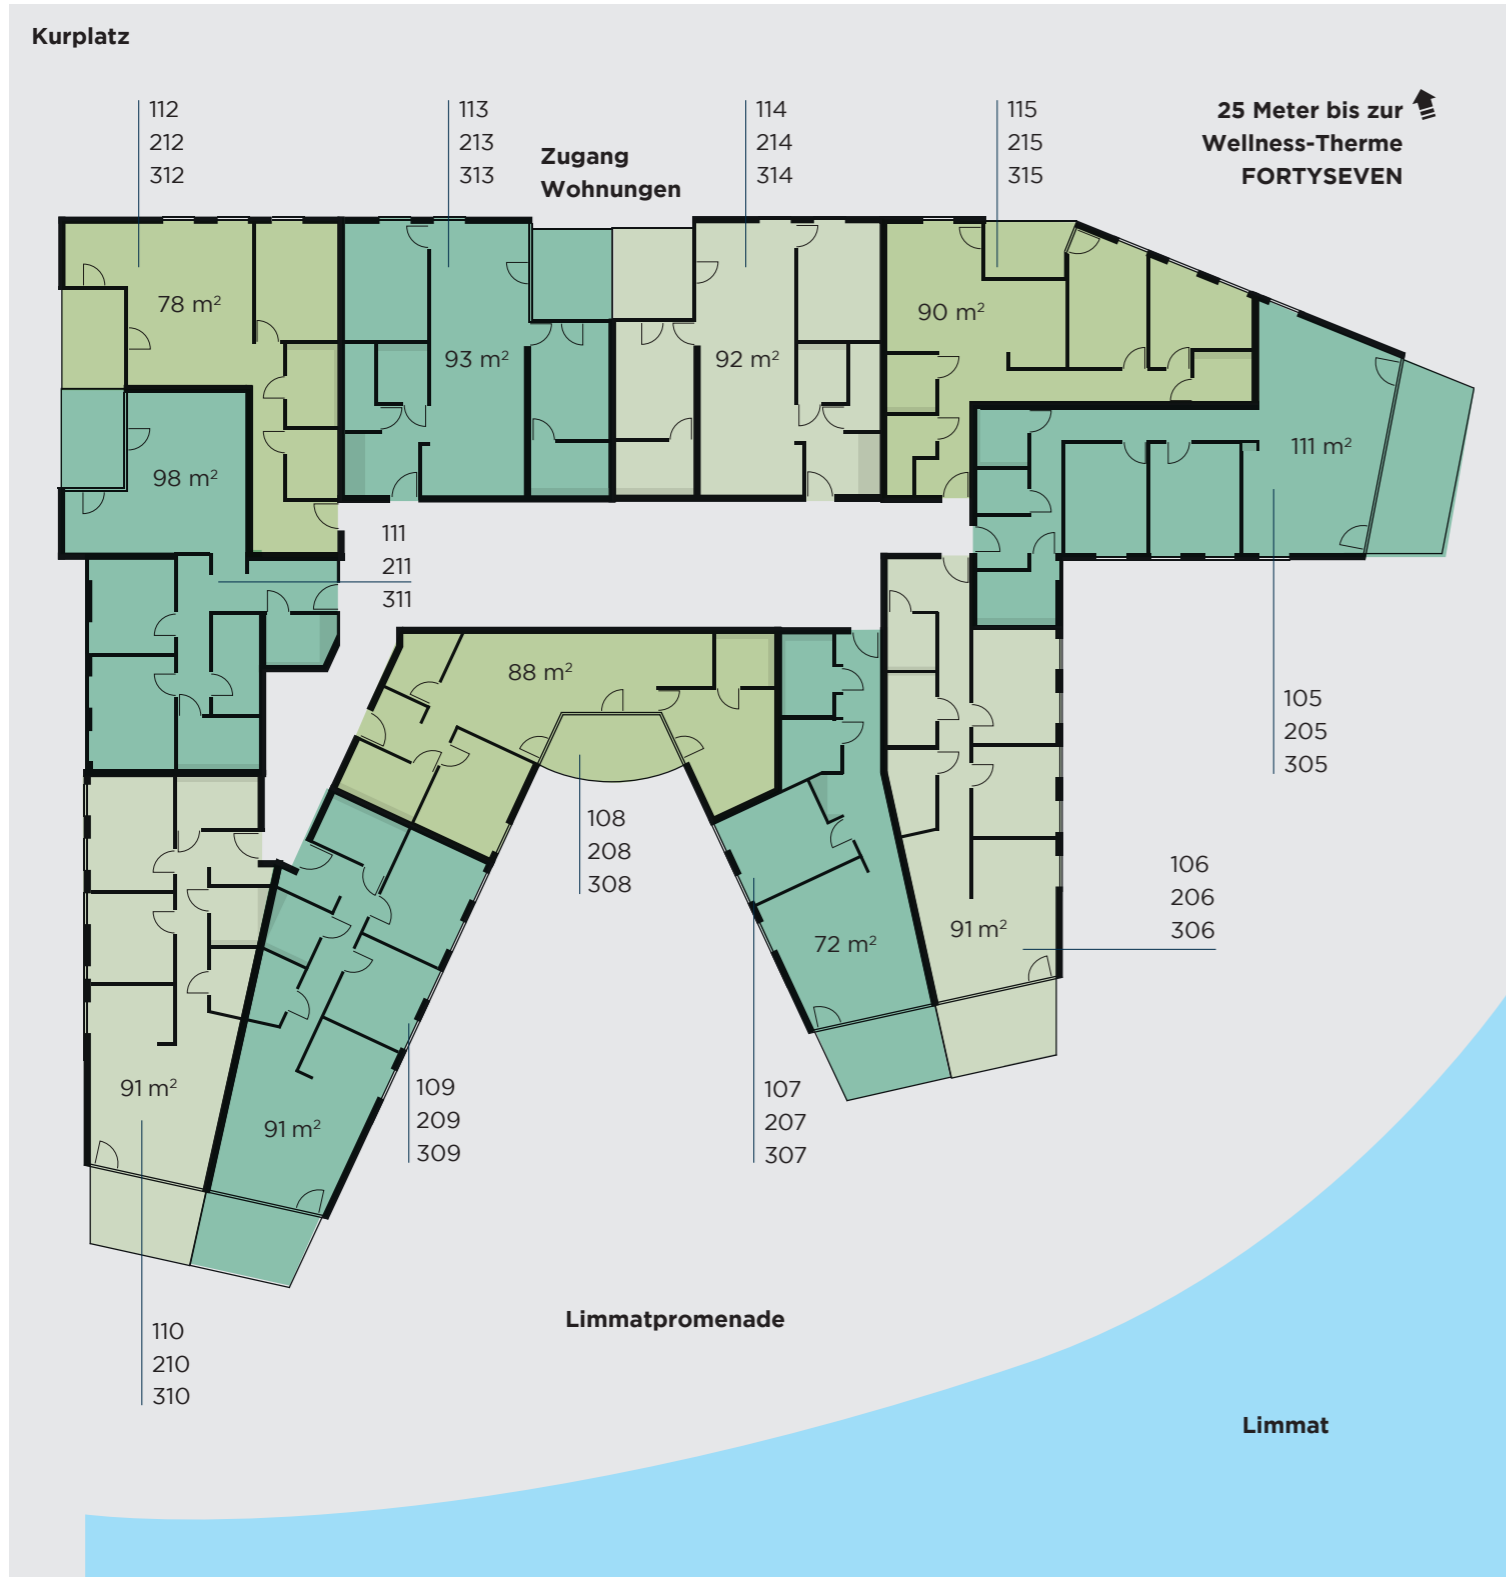 Kurplatz
112
212
312
113
213
313
Zugang
Wohnungen
114
214
314
115
215
315
25 Meter bis zur
Wellness-Therme
FORTYSEVEN
78 m²
93 m²
92 m²
90 m²
98 m²
111 m²
111
211
311
88 m²
105
205
305
108
208
308
106
206
306
72 m²
91 m²
91 m²
91 m²
109
209
309
107
207
307
110
210
310
Limmatpromenade
Limmat